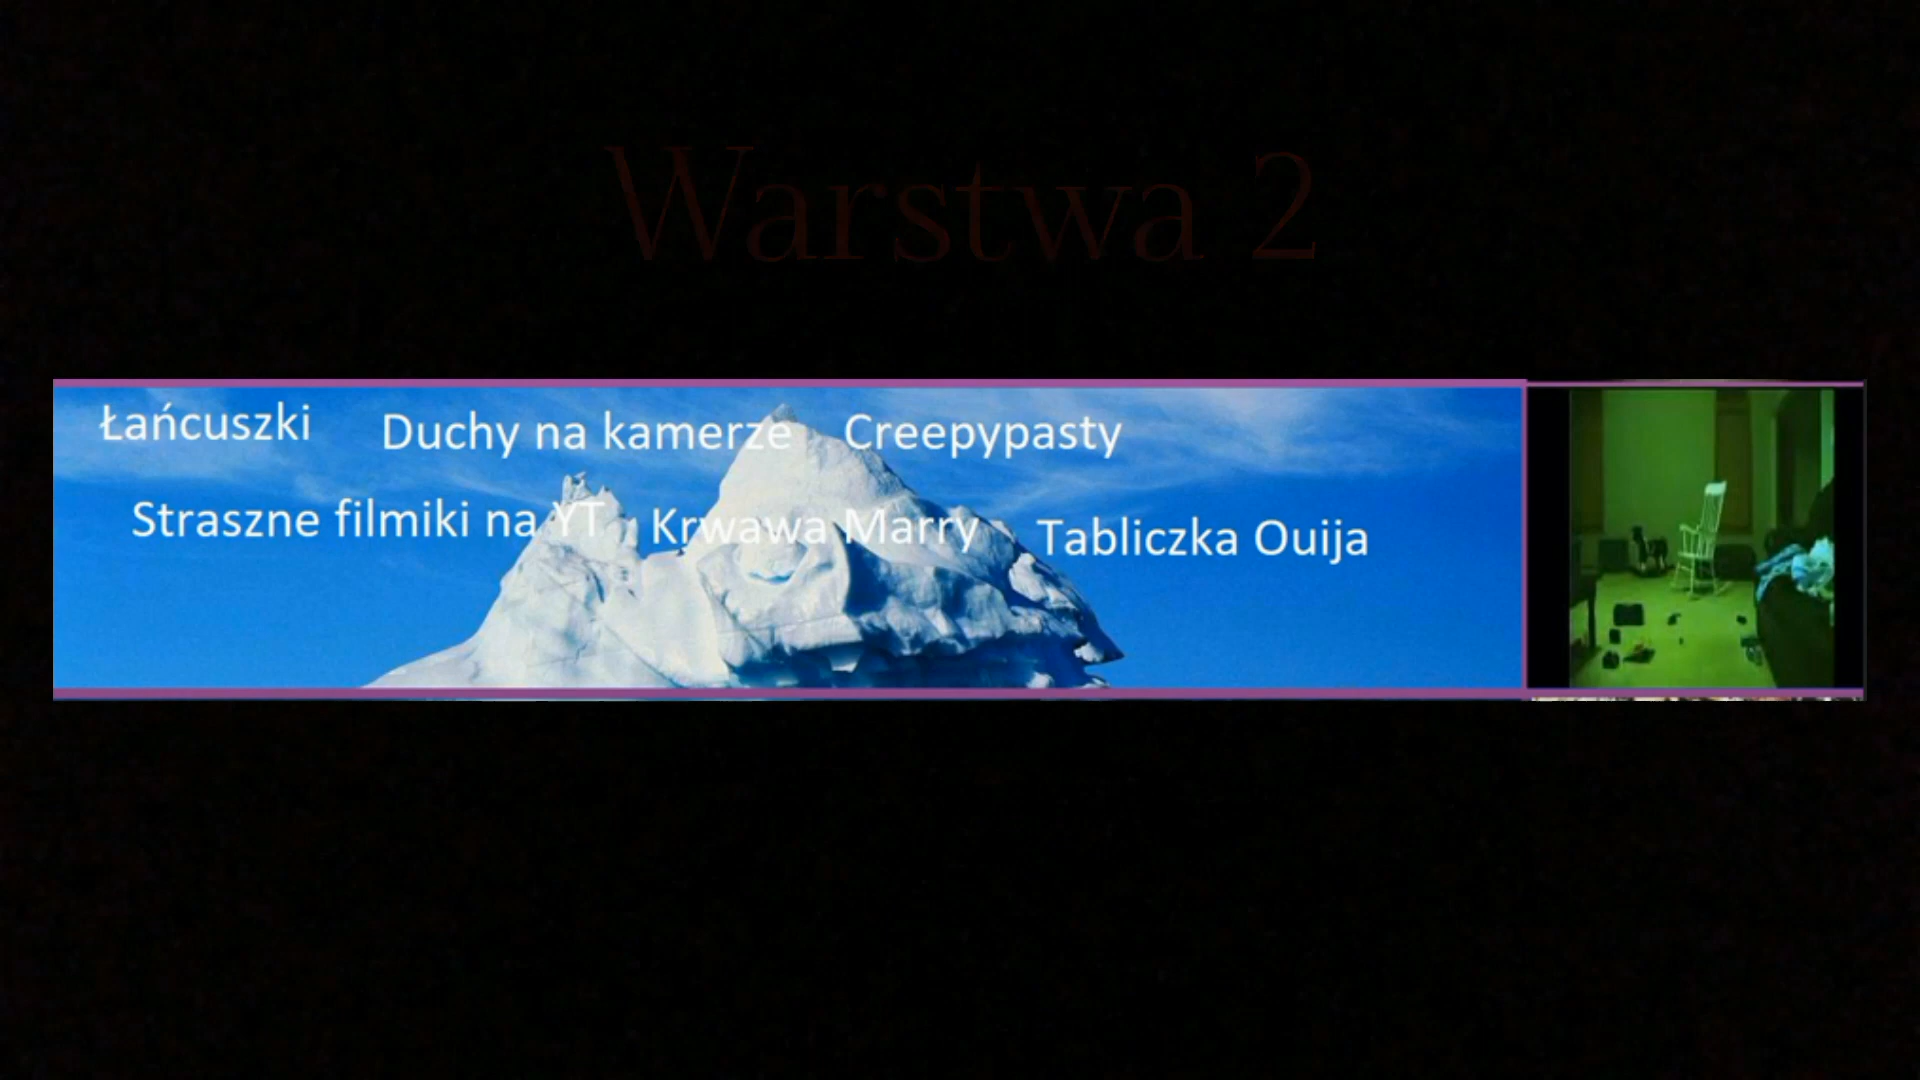 Warstwa 2
Łańcuszki Duchy na kamerze Creepypasty
Straszne filmiki na YT Krwawa Marry Tabliczka Ouija